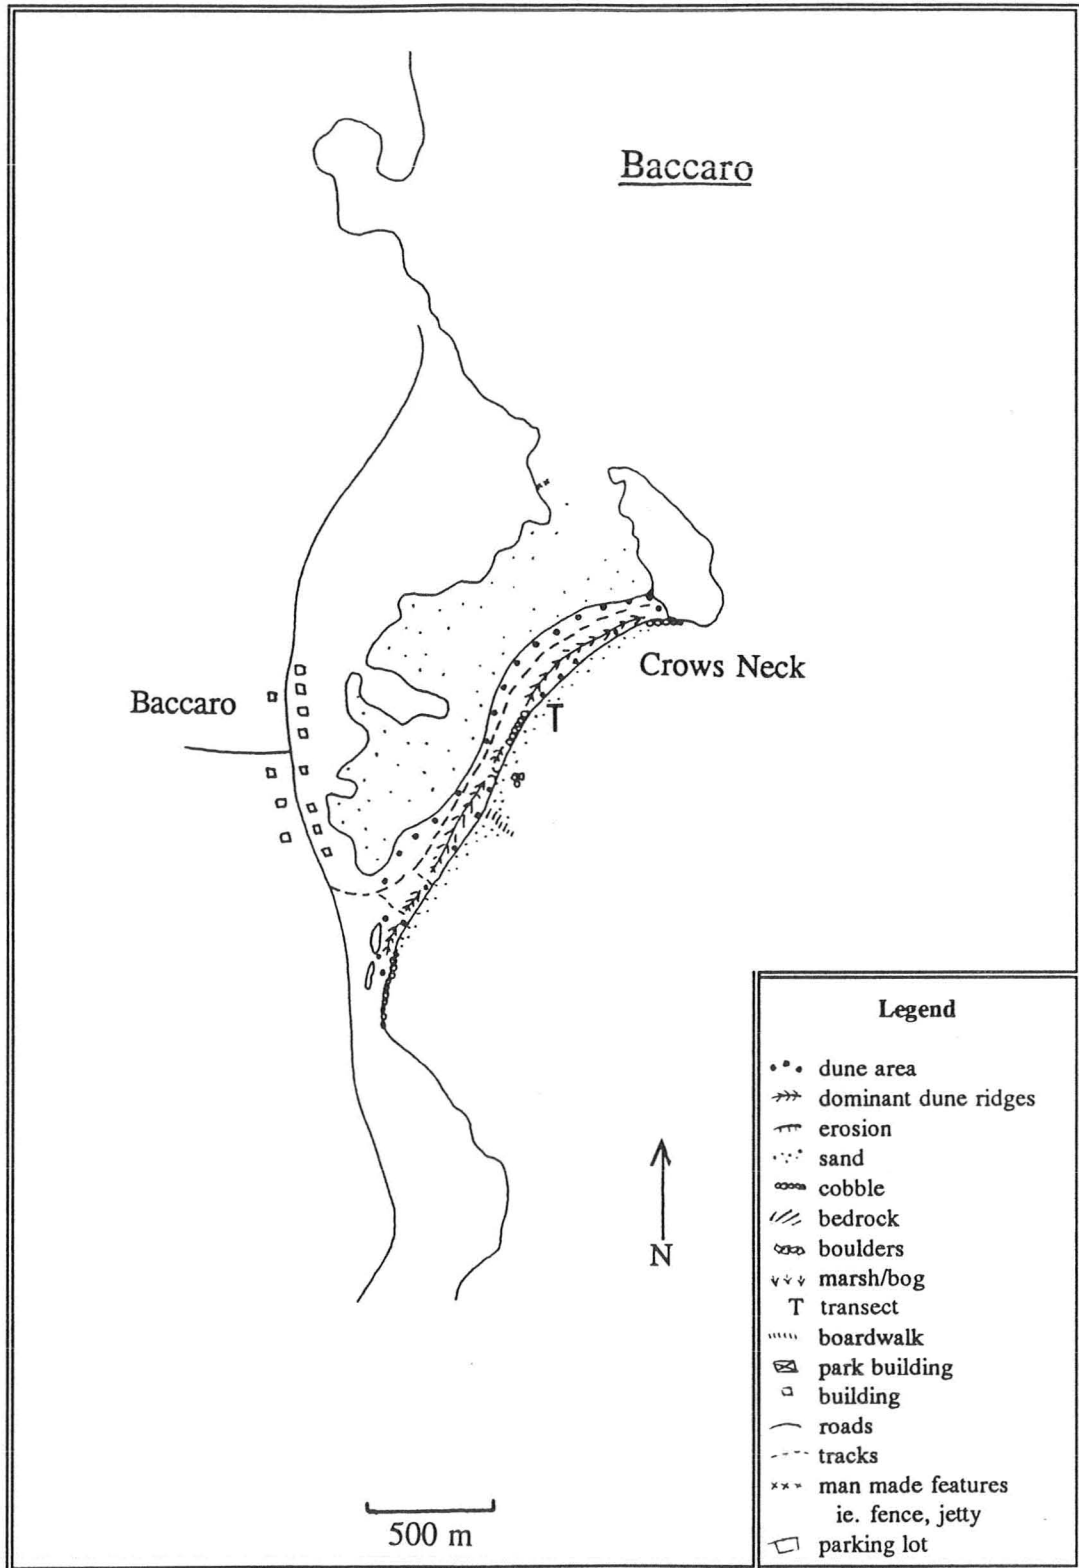 Baccaro
Crows Neck
Baccaro
T
N
500 m
Legend
dune area
dominant dune ridges
erosion
sand
cobble
bedrock
boulders
marsh/bog
T transect
boardwalk
park building
building
roads
tracks
man made features
ie. fence, jetty
parking lot